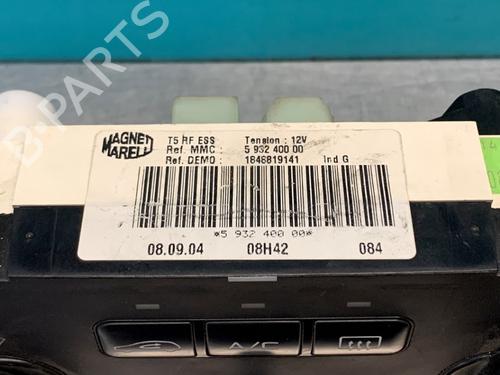 MAGNETI
MARELLI
T5 RF ESS Tension : 12V
Ref. MMC : 5 932 400 00
Ref. DEMO : 1846819141 Ind G
*5 932 400 00*
08.09.04 08H42 084
A/C
B-PARTS